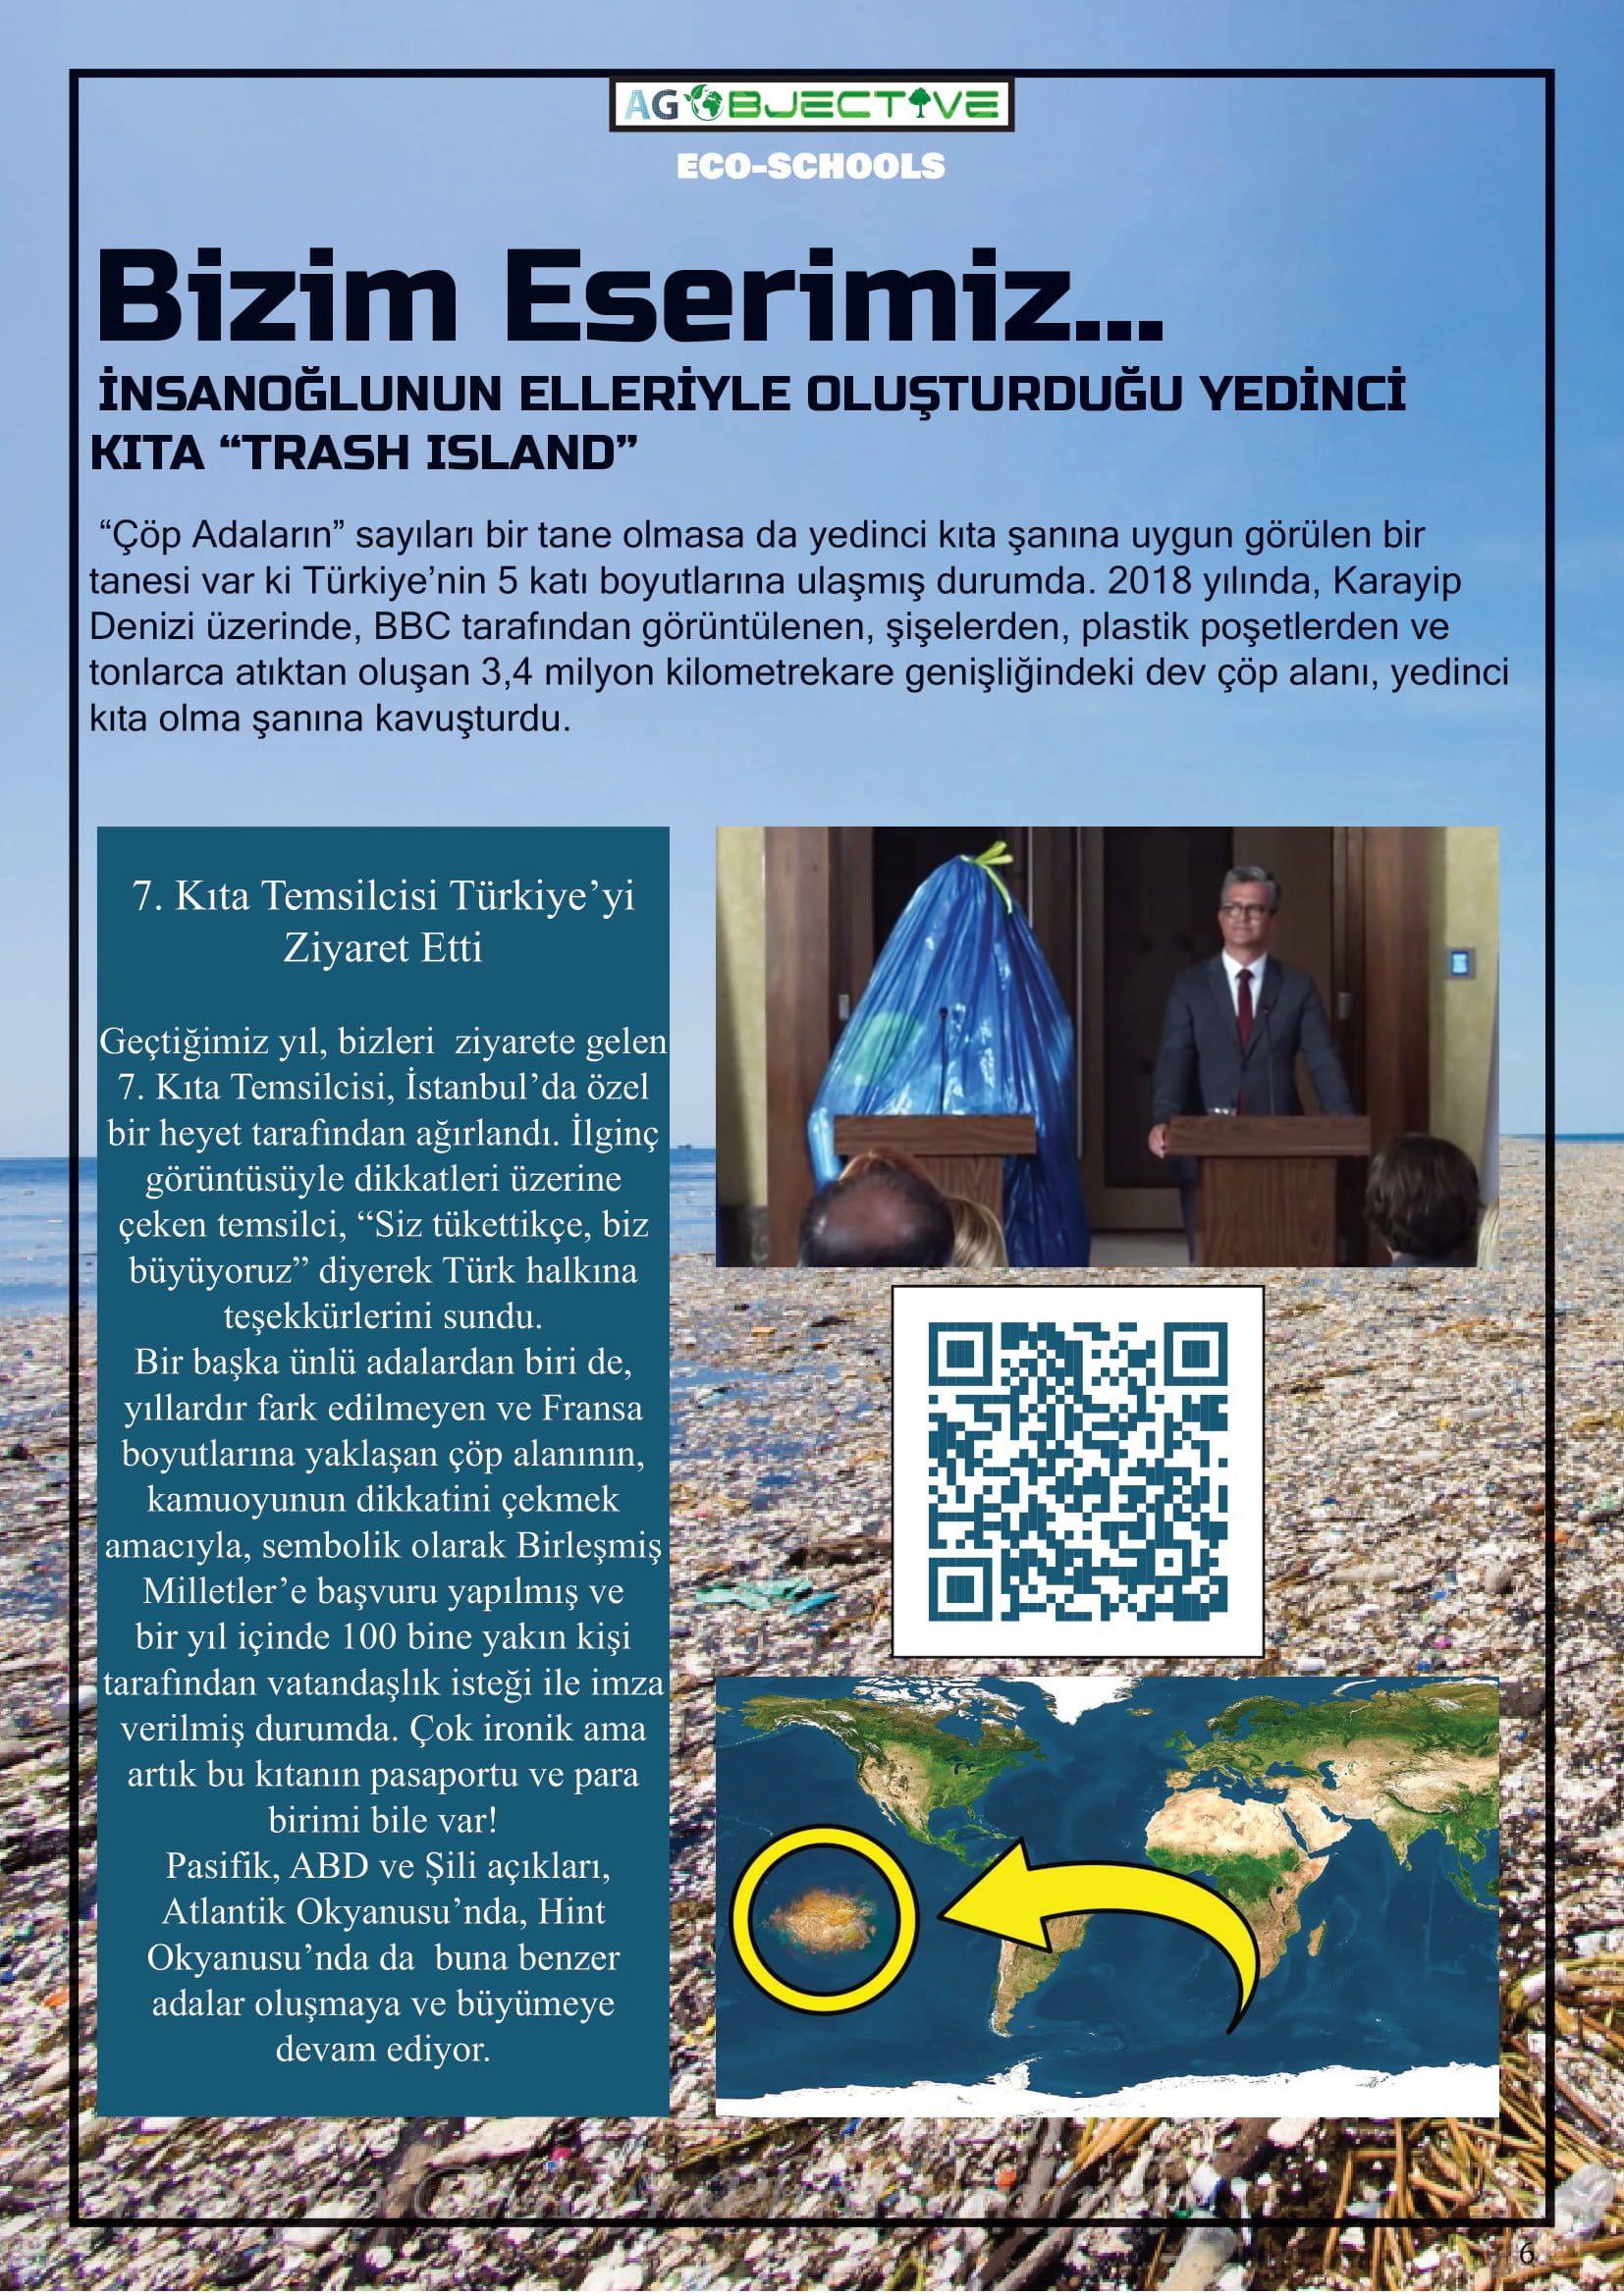 AG OBJECTIVE
ECO-SCHOOLS
Bizim Eserimiz...
İNSANOĞLUNUN ELLERİYLE OLUŞTURDUĞU YEDİNCİ
KITA “TRASH ISLAND”
“Çöp Adaların” sayıları bir tane olmasa da yedinci kıta şanına uygun görülen bir
tanesi var ki Türkiye’nin 5 katı boyutlarına ulaşmış durumda. 2018 yılında, Karayip
Denizi üzerinde, BBC tarafından görüntülenen, şişelerden, plastik poşetlerden ve
tonlarca atıktan oluşan 3,4 milyon kilometrekare genişliğindeki dev çöp alanı, yedinci
kıta olma şanına kavuşturdu.
7. Kıta Temsilcisi Türkiye’yi
Ziyaret Etti
Geçtiğimiz yıl, bizleri ziyarete gelen
7. Kıta Temsilcisi, İstanbul’da özel
bir heyet tarafından ağırlandı. İlginç
görüntüsüyle dikkatleri üzerine
çeken temsilci, “Siz tükettikçe, biz
büyüyoruz” diyerek Türk halkına
teşekkürlerini sundu.
Bir başka ünlü adalardan biri de,
yıllardır fark edilmeyen ve Fransa
boyutlarına yaklaşan çöp alanının,
kamuoyunun dikkatini çekmek
amacıyla, sembolik olarak Birleşmiş
Milletler’e başvuru yapılmış ve
bir yıl içinde 100 bine yakın kişi
tarafından vatandaşlık isteği ile imza
verilmiş durumda. Çok ironik ama
artık bu kıtanın pasaportu ve para
birimi bile var!
Pasifik, ABD ve Şili açıkları,
Atlantik Okyanusu’nda, Hint
Okyanusu’nda da buna benzer
adalar oluşmaya ve büyümeye
devam ediyor.
6